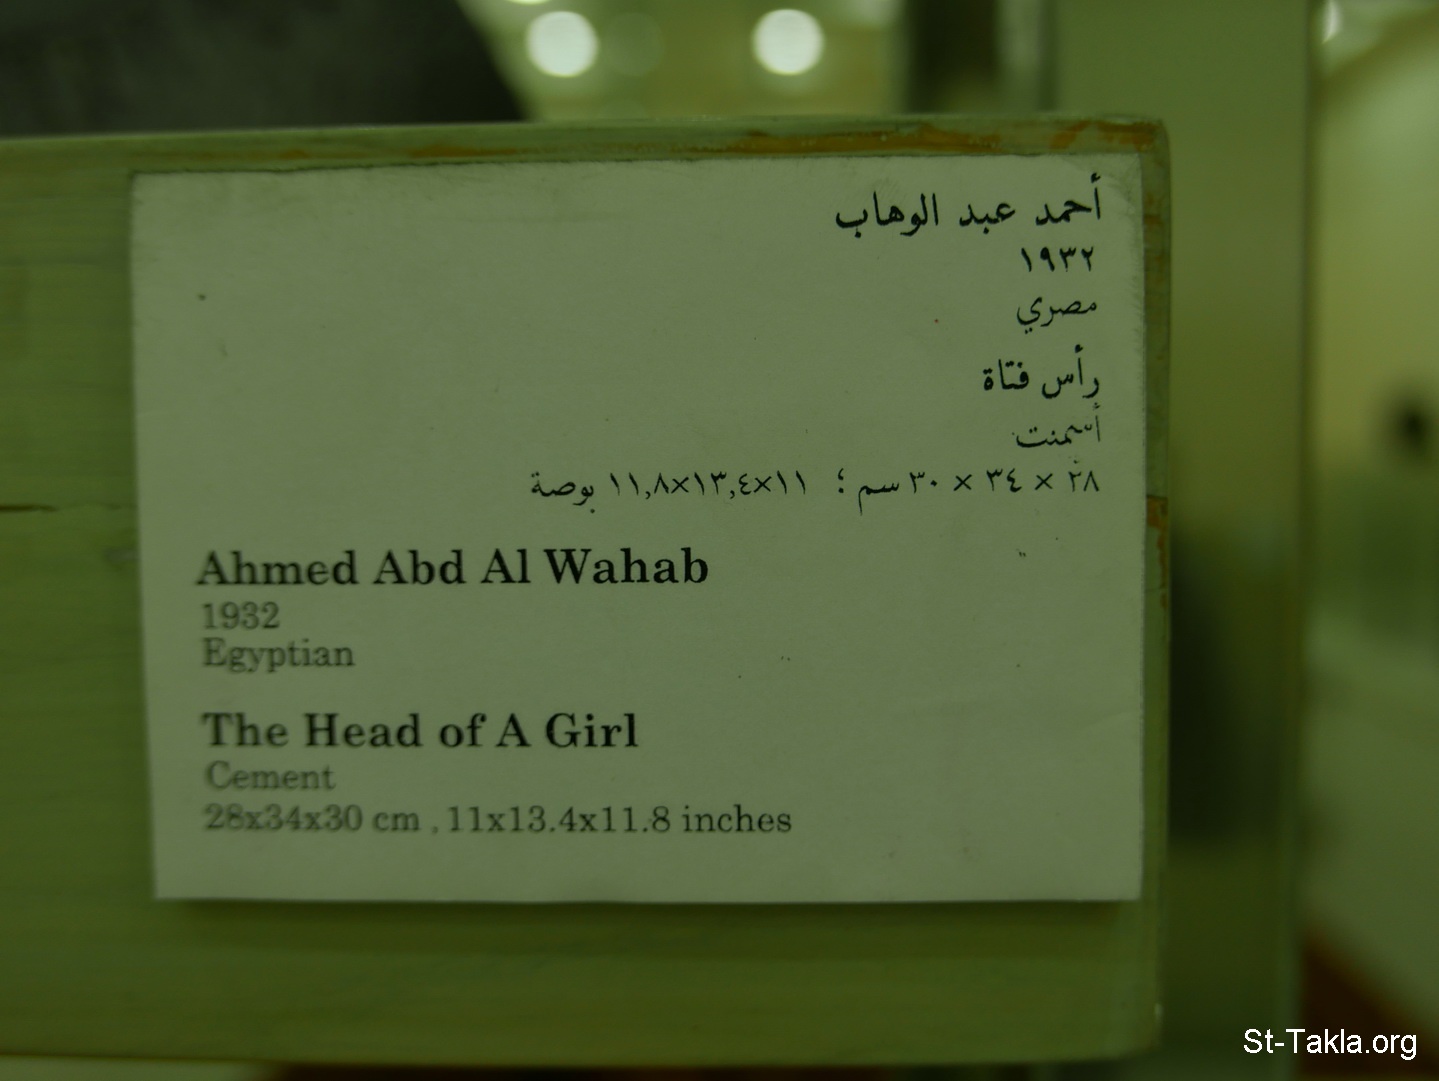 أحمد عبد الوهاب
١٩٣٢
مصري
رأس فتاة
أسمنت
٢٨ × ٣٤ × ٣٠ سم ؛ ١١×١٣,٤×١١,٨ بوصة
Ahmed Abd Al Wahab
1932
Egyptian
The Head of A Girl
Cement
28x34x30 cm , 11x13.4x11.8 inches
St-Takla.org